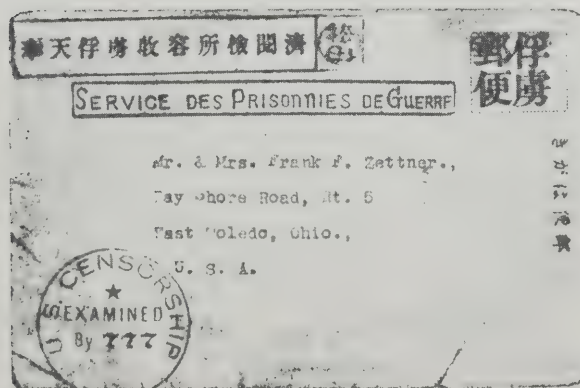 奉天俘虜收容所檢閱濟
俘虜
郵便
SERVICE DES PRISONNIES DE GUERRE
Mr. & Mrs. Frank F. Zettner.,
Bay Shore Road, Rt. 5
East Toledo, Ohio.,
U. S. A.
U.S. CENSORSHIP
EXAMINED
By 777